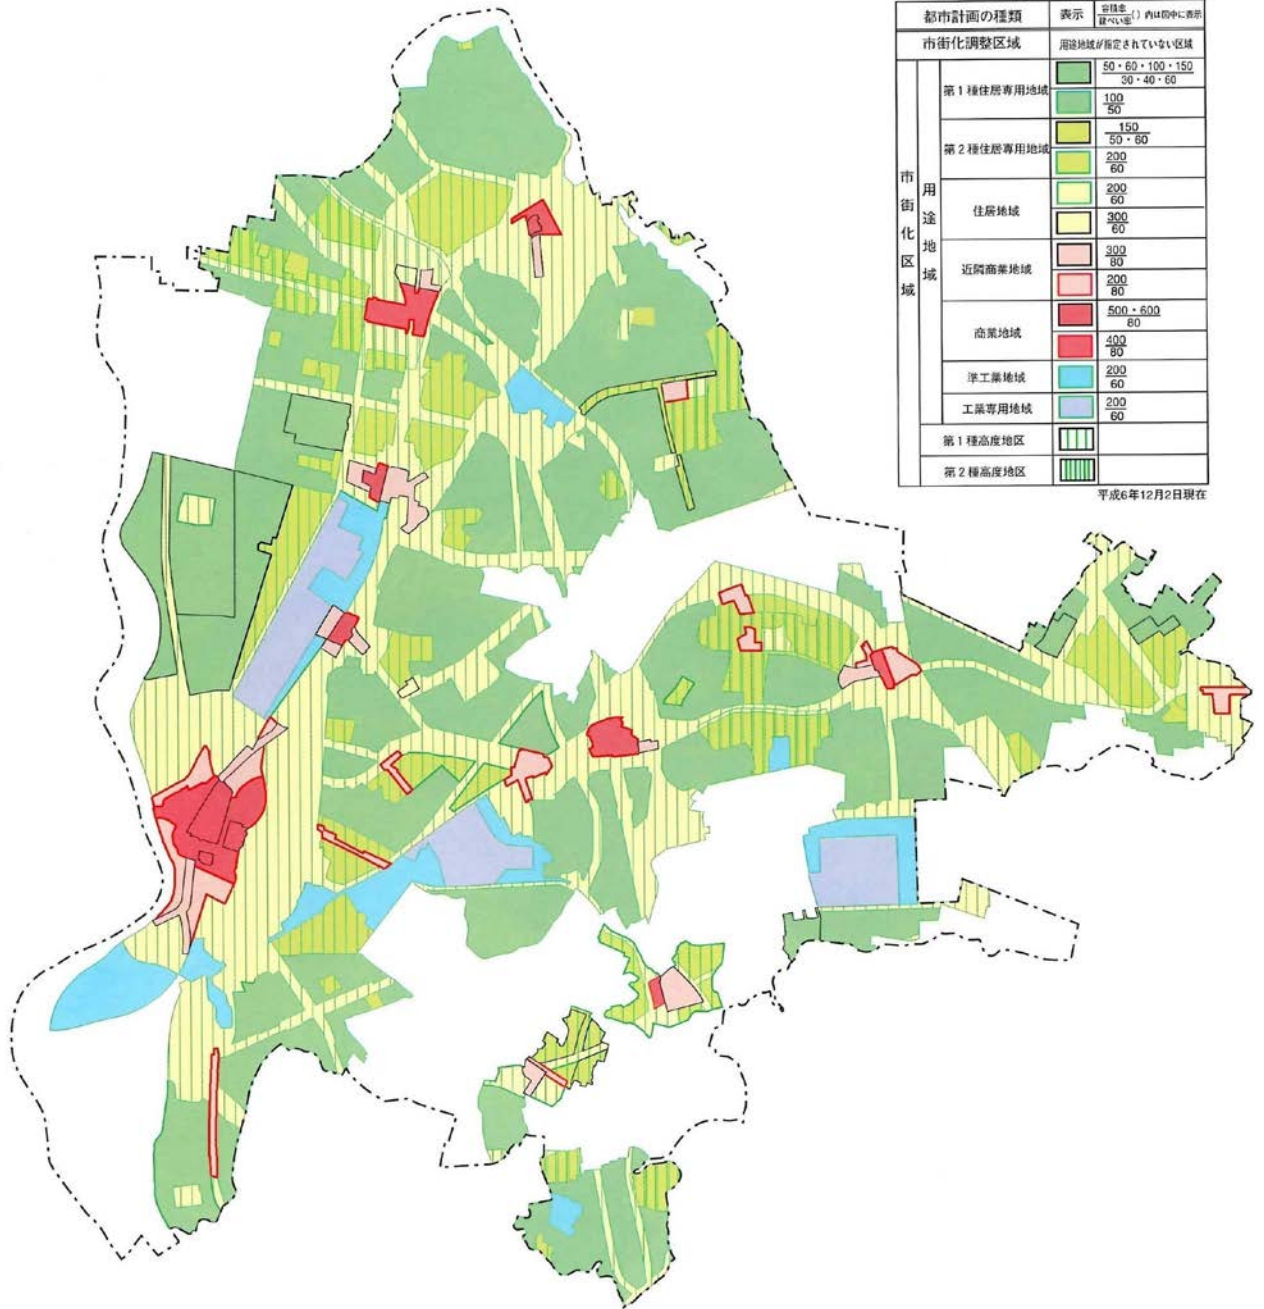 都市計画の種類 表示 容積率/建ぺい率( )内は図中に表示
市街化調整区域 用途地域が指定されていない区域
市街化区域 用途地域 第1種住居専用地域 50・60・100・150/30・40・60
100/50
第2種住居専用地域 150/50・60
200/60
住居地域 200/60
300/60
近隣商業地域 300/80
200/80
商業地域 500・600/80
400/80
準工業地域 200/60
工業専用地域 200/60
第1種高度地区
第2種高度地区
平成6年12月2日現在